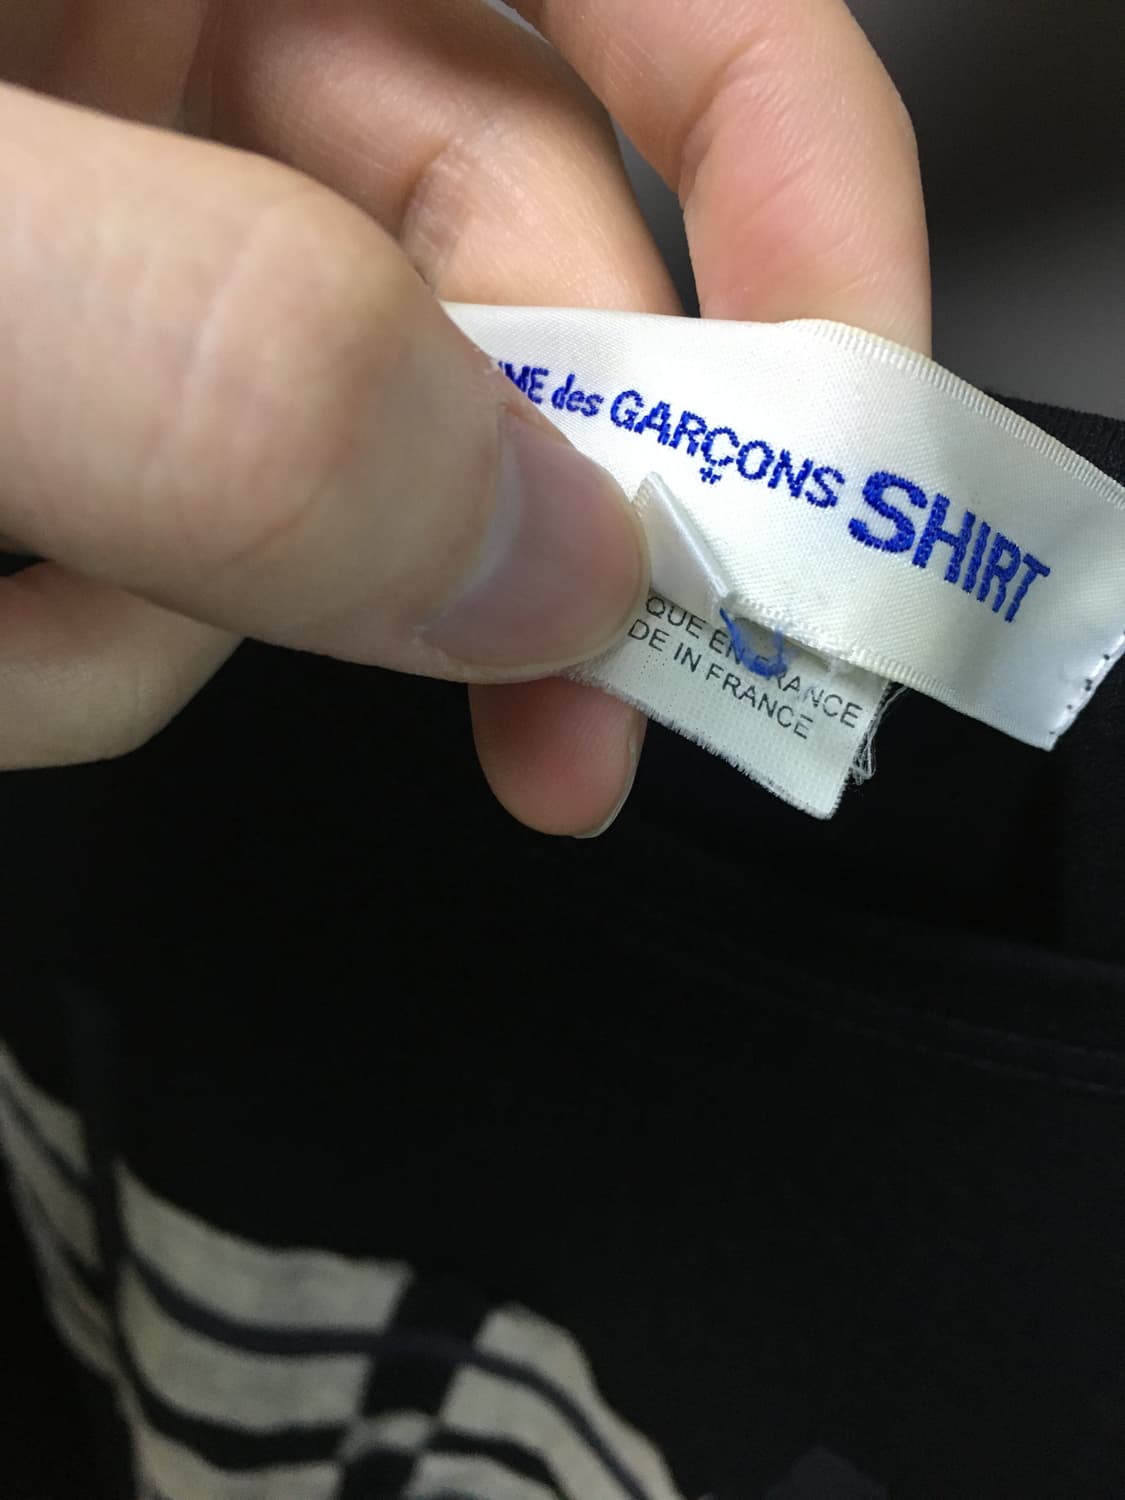 ME des GARÇONS SHIRT
QUE EN FRANCE
DE IN FRANCE